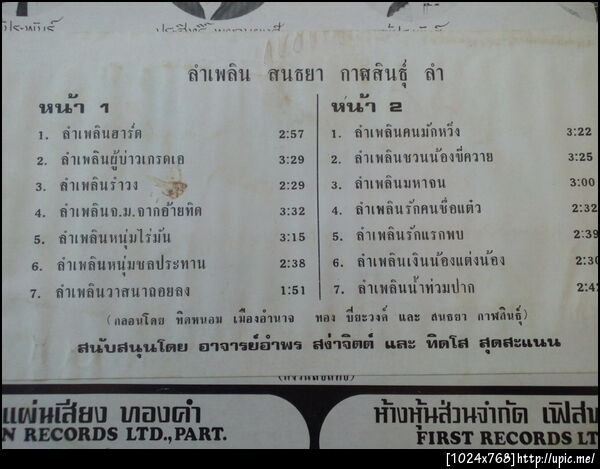 ลำเพลิน สนธยา กาฬสินธุ์ ลำ
หน้า 1
1. ลำเพลินฮาร์ด 2:57
2. ลำเพลินผู้บ่าวเกรดเอ 3:29
3. ลำเพลินรำวง 2:29
4. ลำเพลินจ.ม.จากอ้ายทิด 3:32
5. ลำเพลินหนุ่มไร่มัน 3:15
6. ลำเพลินหนุ่มชลประทาน 2:38
7. ลำเพลินวาสนาถอยลง 1:51
หน้า 2
1. ลำเพลินคนมักหวิ่ง 3:22
2. ลำเพลินชวนน้องขี่ควาย 3:25
3. ลำเพลินมหาจน 3:00
4. ลำเพลินรักคนชื่อแต๋ว 2:32
5. ลำเพลินรักแรกพบ 2:39
6. ลำเพลินเงินน้องแต่งน้อง
7. ลำเพลินน้ำท่วมปาก
(กลอนโดย ทิดหนอม เมืองอำนาจ ทอง ปิยะวงค์ และ สนธยา กาฬสินธุ์)
สนับสนุนโดย อาจารย์อำพร สง่าจิตต์ และ ทิดโส สุดสะแนน
แผ่นเสียง ทองคำ
N RECORDS LTD.,PART.
ห้างหุ้นส่วนจำกัด เฟิสท
FIRST RECORDS LT
[1024x768]http://upic.me/